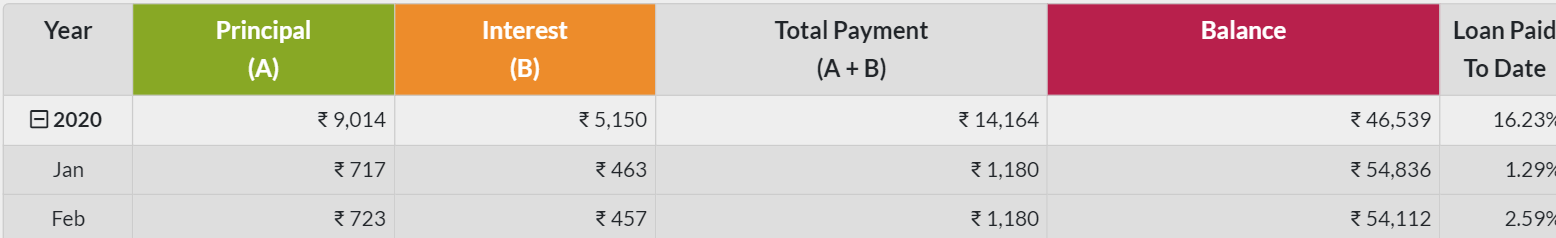 Year Principal Interest Total Payment Balance Loan Paid
(A) (B) (A + B) To Date
2020 ₹ 9,014 ₹ 5,150 ₹ 14,164 ₹ 46,539 16.23%
Jan ₹ 717 ₹ 463 ₹ 1,180 ₹ 54,836 1.29%
Feb ₹ 723 ₹ 457 ₹ 1,180 ₹ 54,112 2.59%